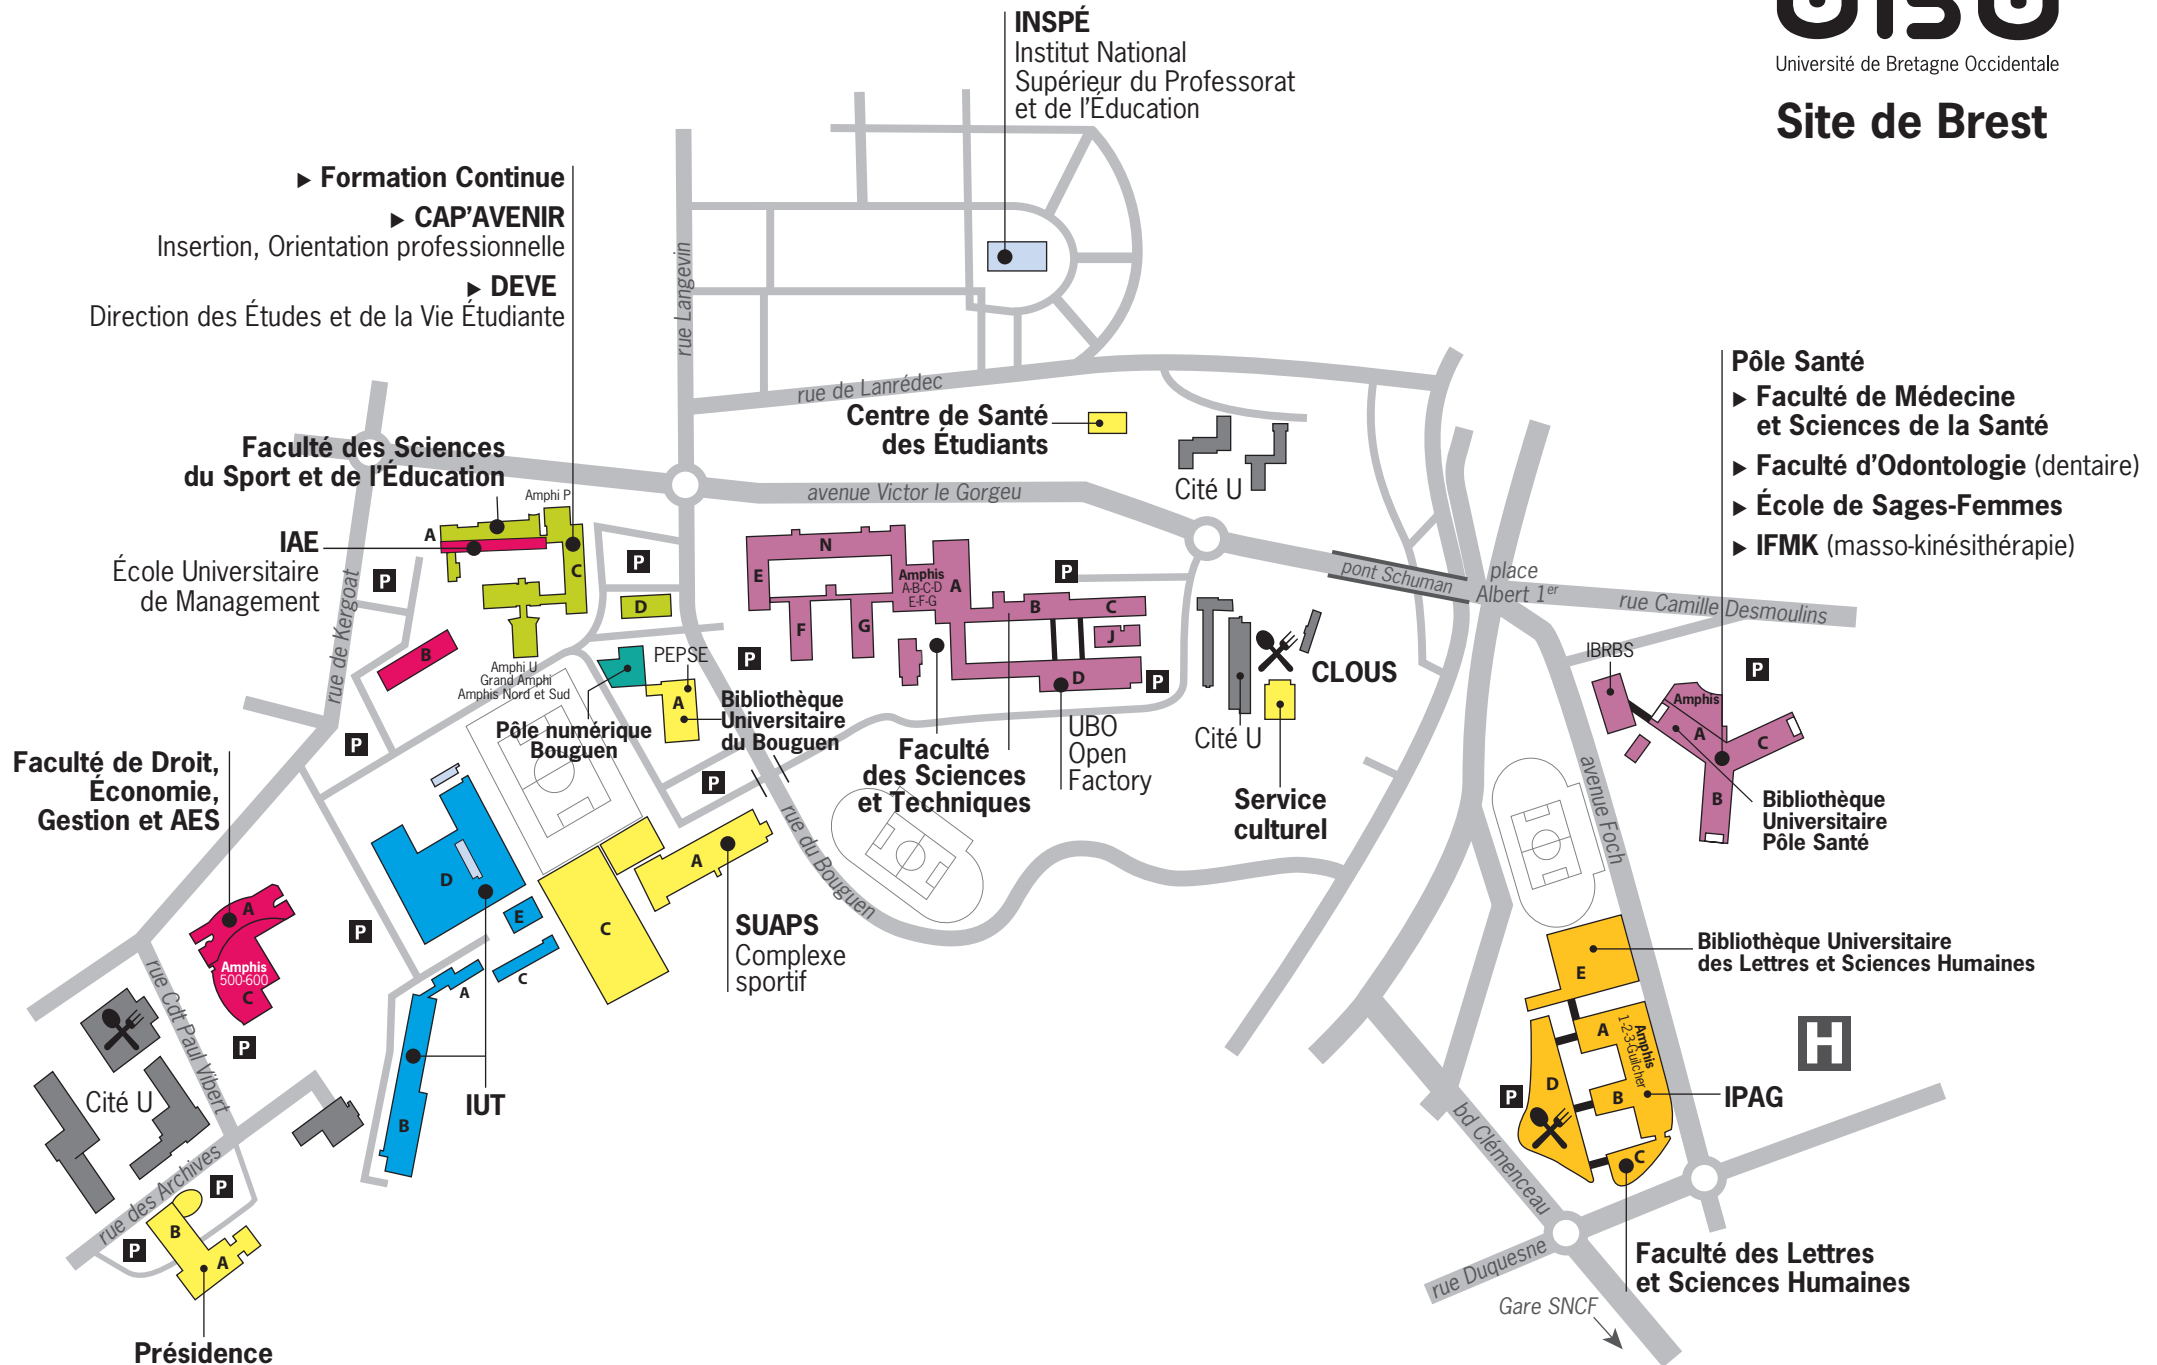 INSPÉ
Institut National
Supérieur du Professorat
et de l'Éducation
Université de Bretagne Occidentale
Site de Brest
► Formation Continue
► CAP'AVENIR
Insertion, Orientation professionnelle
► DEVE
Direction des Études et de la Vie Étudiante
rue Langevin
rue de Lanrédec
Centre de Santé
des Étudiants
Cité U
avenue Victor le Gorgeu
Pôle Santé
► Faculté de Médecine
et Sciences de la Santé
► Faculté d'Odontologie (dentaire)
► École de Sages-Femmes
► IFMK (masso-kinésithérapie)
Faculté des Sciences
du Sport et de l'Éducation
Amphi P
A
IAE
École Universitaire
de Management
C
P
P
D
B
rue de Kergoat
Amphi U
Grand Amphi
Amphis Nord et Sud
N
E
Amphis
A-B-C-D
E-F-G
A
B
C
F
G
J
D
P
P
P
pont Schuman
place
Albert 1er
rue Camille Desmoulins
PEPSE
A
Bibliothèque
Universitaire
du Bouguen
Pôle numérique
Bouguen
P
P
Faculté
des Sciences
et Techniques
UBO
Open
Factory
Cité U
CLOUS
Service
culturel
IBRBS
P
Amphis
A
C
B
Bibliothèque
Universitaire
Pôle Santé
avenue Foch
Faculté de Droit,
Économie,
Gestion et AES
A
Amphis
500-600
C
P
P
D
E
C
A
B
IUT
C
A
SUAPS
Complexe
sportif
rue du Bouguen
rue Cdt Paul Vibert
Cité U
rue des Archives
P
P
B
A
Présidence
Bibliothèque Universitaire
des Lettres et Sciences Humaines
E
A
Amphis
1-2-3-Guilcher
D
B
C
P
IPAG
H
bd Clémenceau
rue Duquesne
Faculté des Lettres
et Sciences Humaines
Gare SNCF